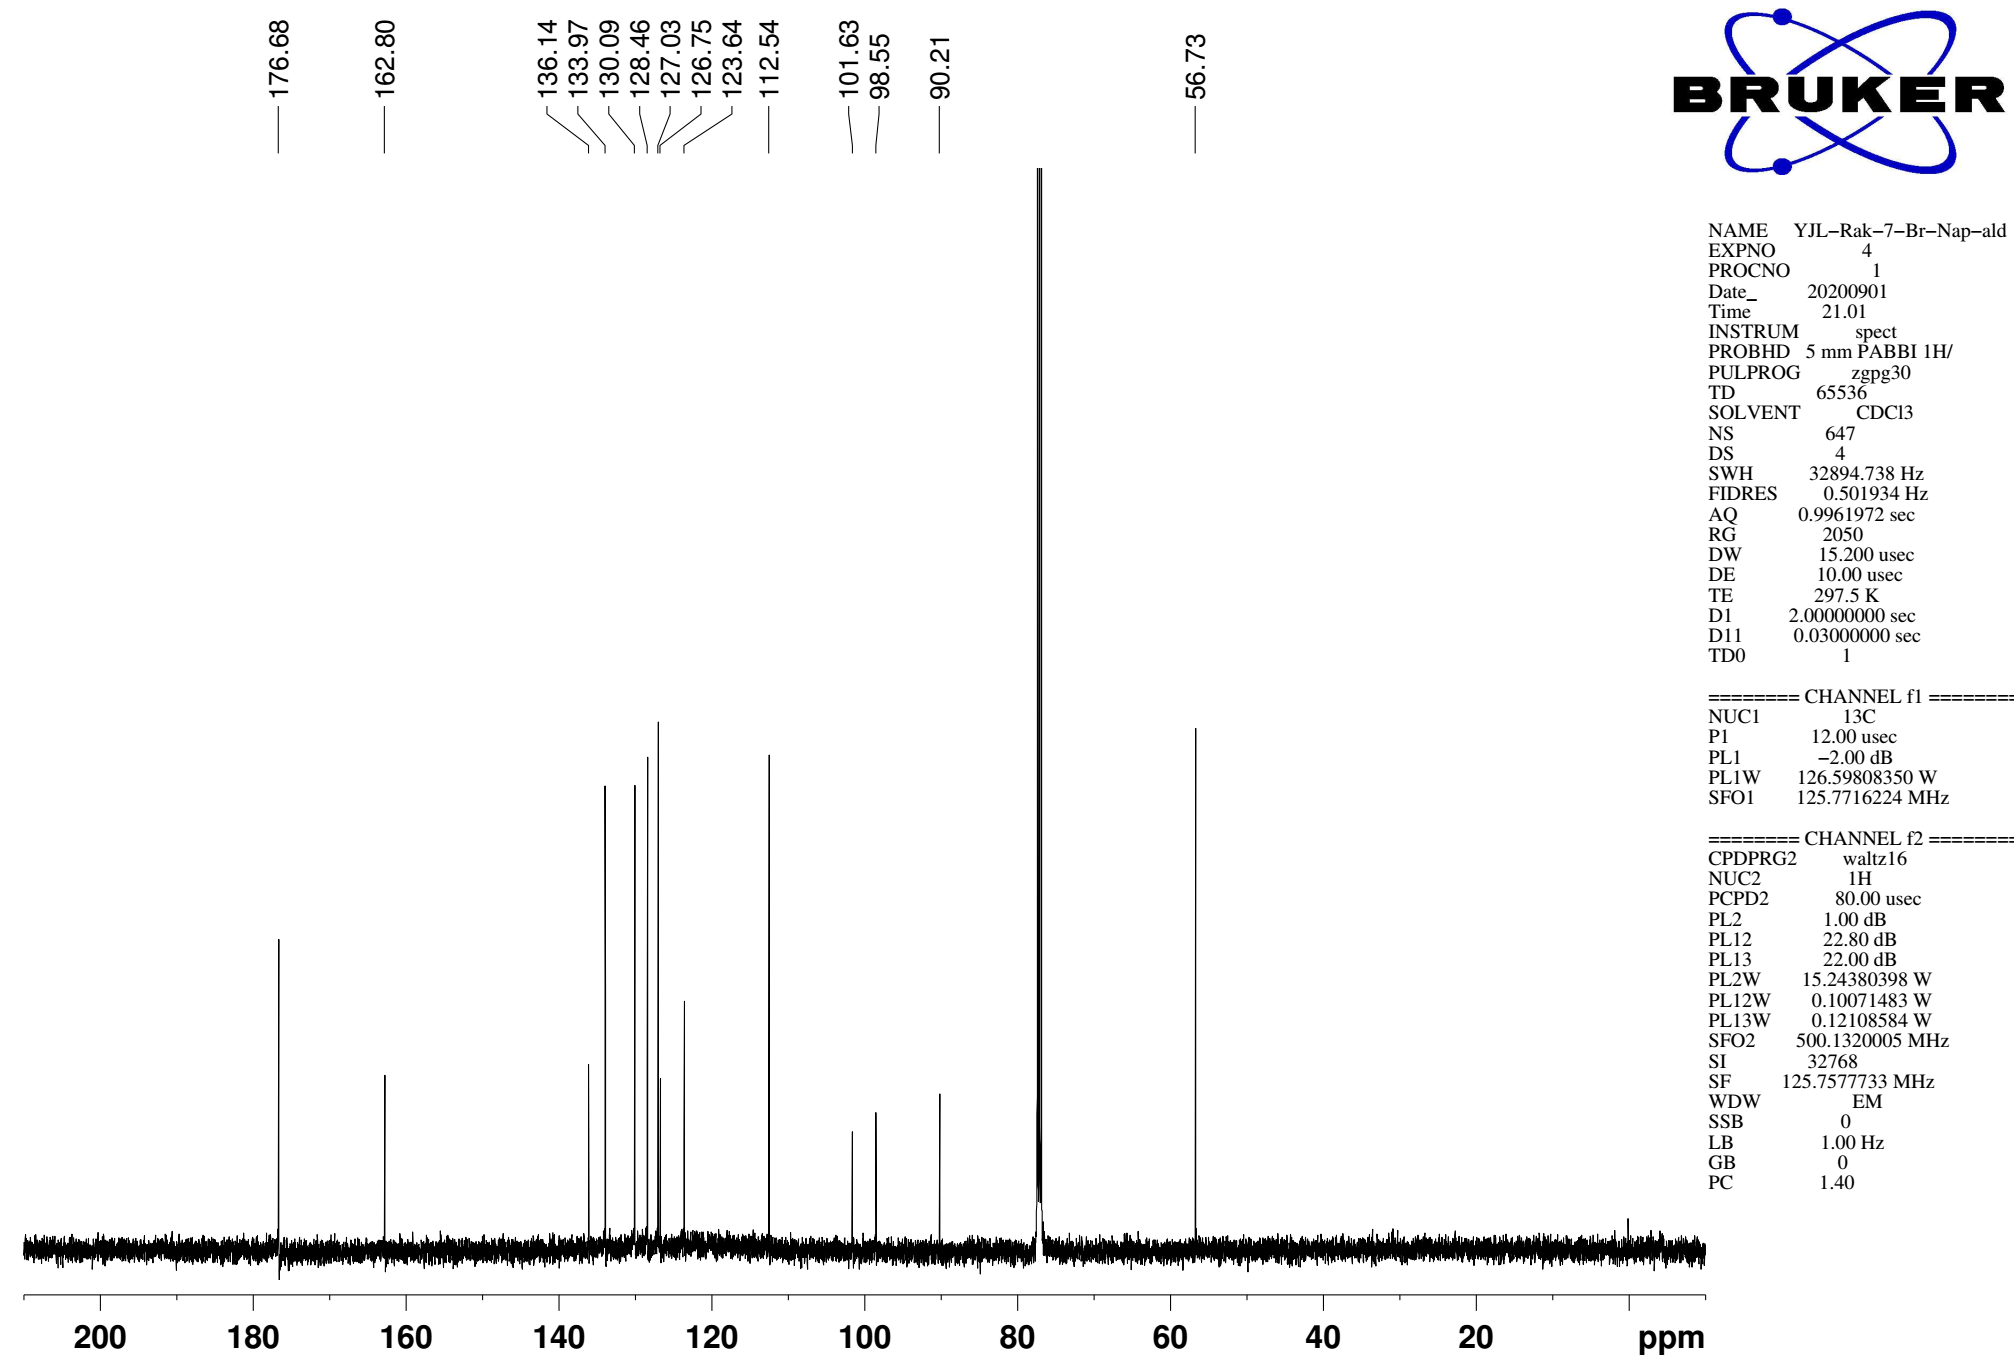 176.68
162.80
136.14
133.97
130.09
128.46
127.03
126.75
123.64
112.54
101.63
98.55
90.21
56.73
BRUKER
NAME YJL-Rak-7-Br-Nap-ald
EXPNO 4
PROCNO 1
Date_ 20200901
Time 21.01
INSTRUM spect
PROBHD 5 mm PABBI 1H/
PULPROG zgpg30
TD 65536
SOLVENT CDCl3
NS 647
DS 4
SWH 32894.738 Hz
FIDRES 0.501934 Hz
AQ 0.9961972 sec
RG 2050
DW 15.200 usec
DE 10.00 usec
TE 297.5 K
D1 2.00000000 sec
D11 0.03000000 sec
TD0 1
======== CHANNEL f1 ========
NUC1 13C
P1 12.00 usec
PL1 -2.00 dB
PL1W 126.59808350 W
SFO1 125.7716224 MHz
======== CHANNEL f2 ========
CPDPRG2 waltz16
NUC2 1H
PCPD2 80.00 usec
PL2 1.00 dB
PL12 22.80 dB
PL13 22.00 dB
PL2W 15.24380398 W
PL12W 0.10071483 W
PL13W 0.12108584 W
SFO2 500.1320005 MHz
SI 32768
SF 125.7577733 MHz
WDW EM
SSB 0
LB 1.00 Hz
GB 0
PC 1.40
200 180 160 140 120 100 80 60 40 20 ppm